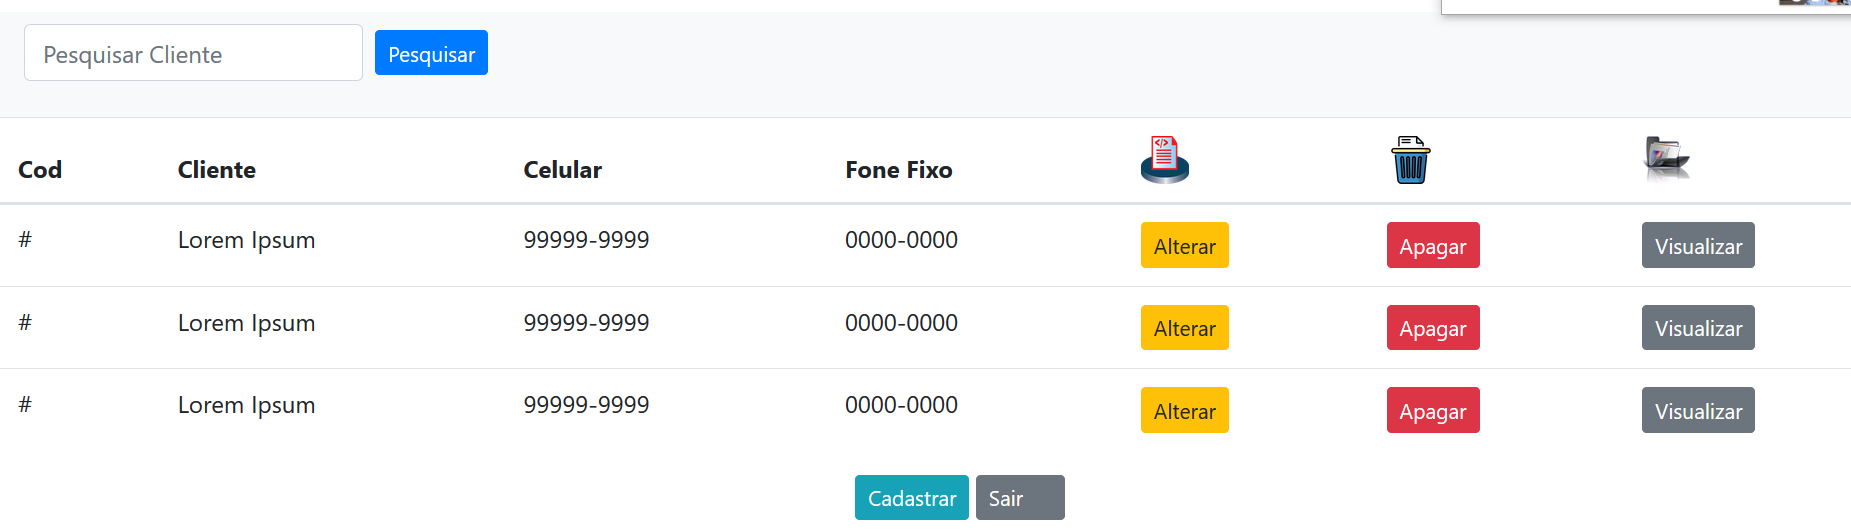 Pesquisar Cliente Pesquisar
Cod Cliente Celular Fone Fixo
# Lorem Ipsum 99999-9999 0000-0000 Alterar Apagar Visualizar
# Lorem Ipsum 99999-9999 0000-0000 Alterar Apagar Visualizar
# Lorem Ipsum 99999-9999 0000-0000 Alterar Apagar Visualizar
Cadastrar Sair